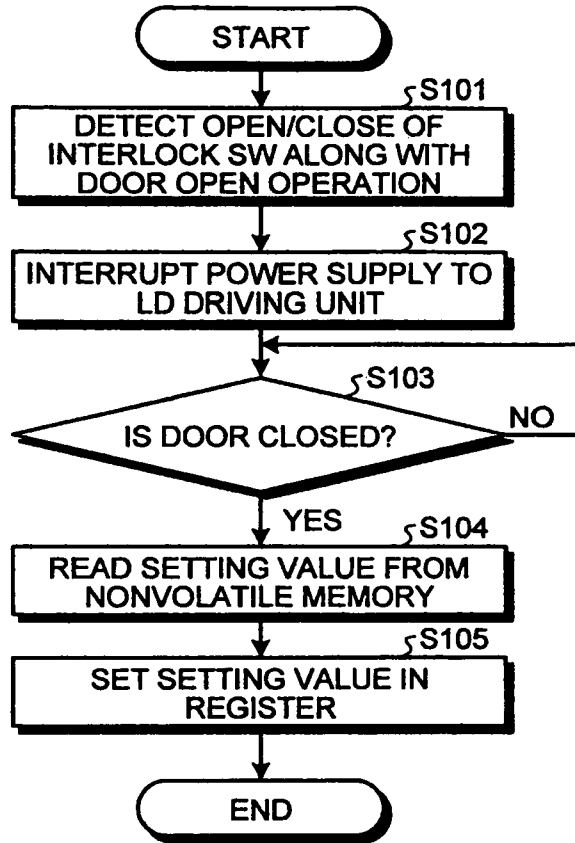 START
S101
DETECT OPEN/CLOSE OF
INTERLOCK SW ALONG WITH
DOOR OPEN OPERATION
S102
INTERRUPT POWER SUPPLY TO
LD DRIVING UNIT
S103
IS DOOR CLOSED?
NO
YES
S104
READ SETTING VALUE FROM
NONVOLATILE MEMORY
S105
SET SETTING VALUE IN
REGISTER
END